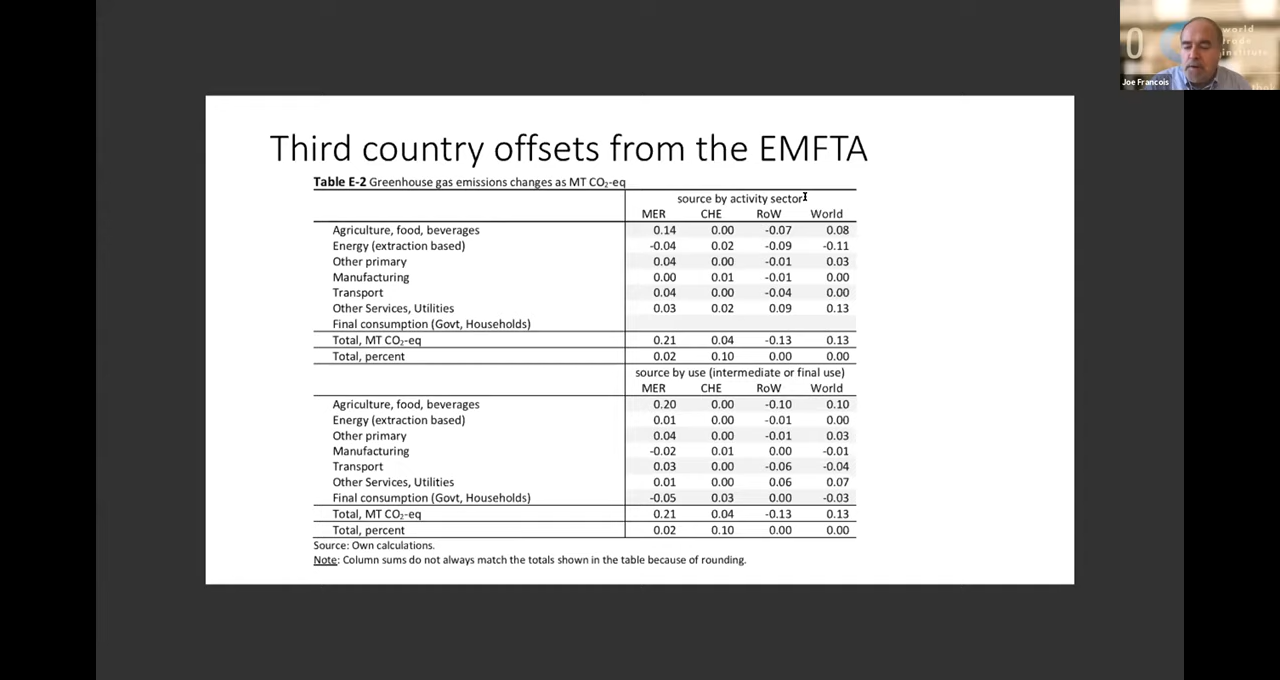 0
world
trade
institute
Joe Francois
Third country offsets from the EMFTA
Table E-2 Greenhouse gas emissions changes as MT CO₂-eq
source by activity sector
MER CHE RoW World
Agriculture, food, beverages 0.14 0.00 -0.07 0.08
Energy (extraction based) -0.04 0.02 -0.09 -0.11
Other primary 0.04 0.00 -0.01 0.03
Manufacturing 0.00 0.01 -0.01 0.00
Transport 0.04 0.00 -0.04 0.00
Other Services, Utilities 0.03 0.02 0.09 0.13
Final consumption (Govt, Households)
Total, MT CO₂-eq 0.21 0.04 -0.13 0.13
Total, percent 0.02 0.10 0.00 0.00
source by use (intermediate or final use)
MER CHE RoW World
Agriculture, food, beverages 0.20 0.00 -0.10 0.10
Energy (extraction based) 0.01 0.00 -0.01 0.00
Other primary 0.04 0.00 -0.01 0.03
Manufacturing -0.02 0.01 0.00 -0.01
Transport 0.03 0.00 -0.06 -0.04
Other Services, Utilities 0.01 0.00 0.06 0.07
Final consumption (Govt, Households) -0.05 0.03 0.00 -0.03
Total, MT CO₂-eq 0.21 0.04 -0.13 0.13
Total, percent 0.02 0.10 0.00 0.00
Source: Own calculations.
Note: Column sums do not always match the totals shown in the table because of rounding.